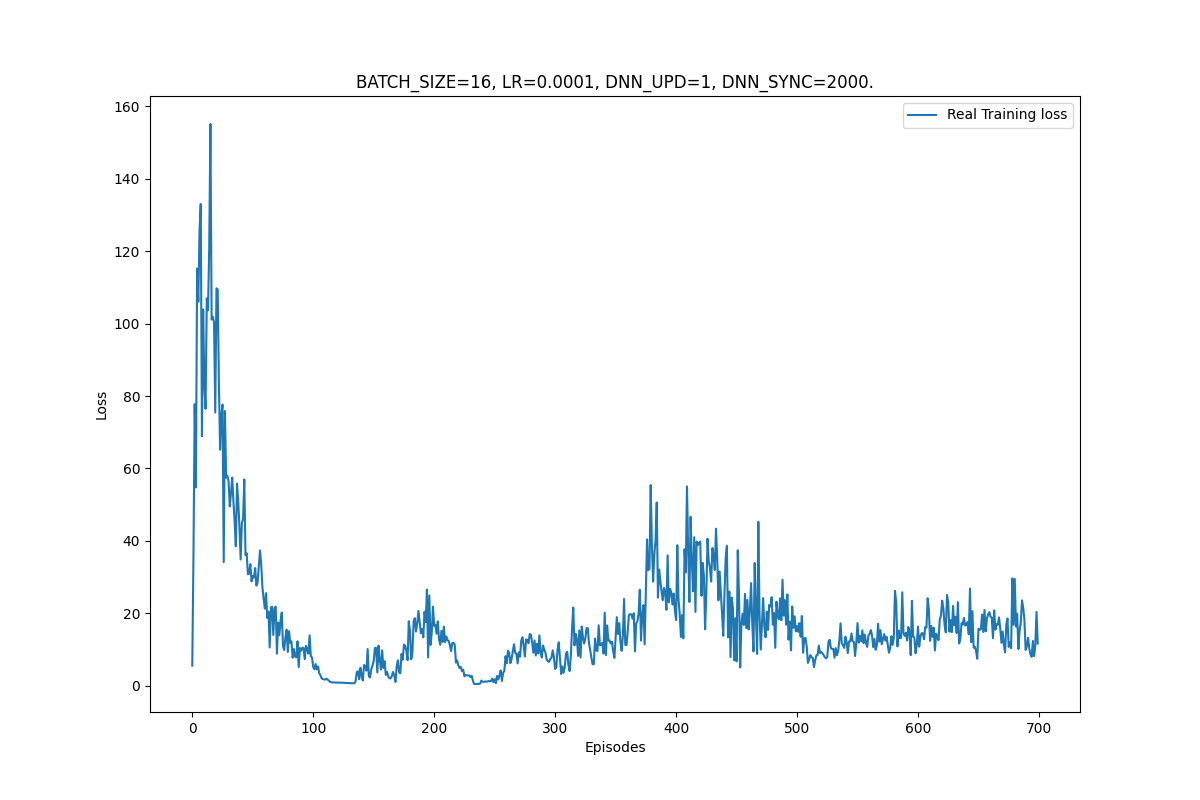 BATCH_SIZE=16, LR=0.0001, DNN_UPD=1, DNN_SYNC=2000.
Real Training loss
160
140
120
100
80
60
40
20
0
Loss
0 100 200 300 400 500 600 700
Episodes